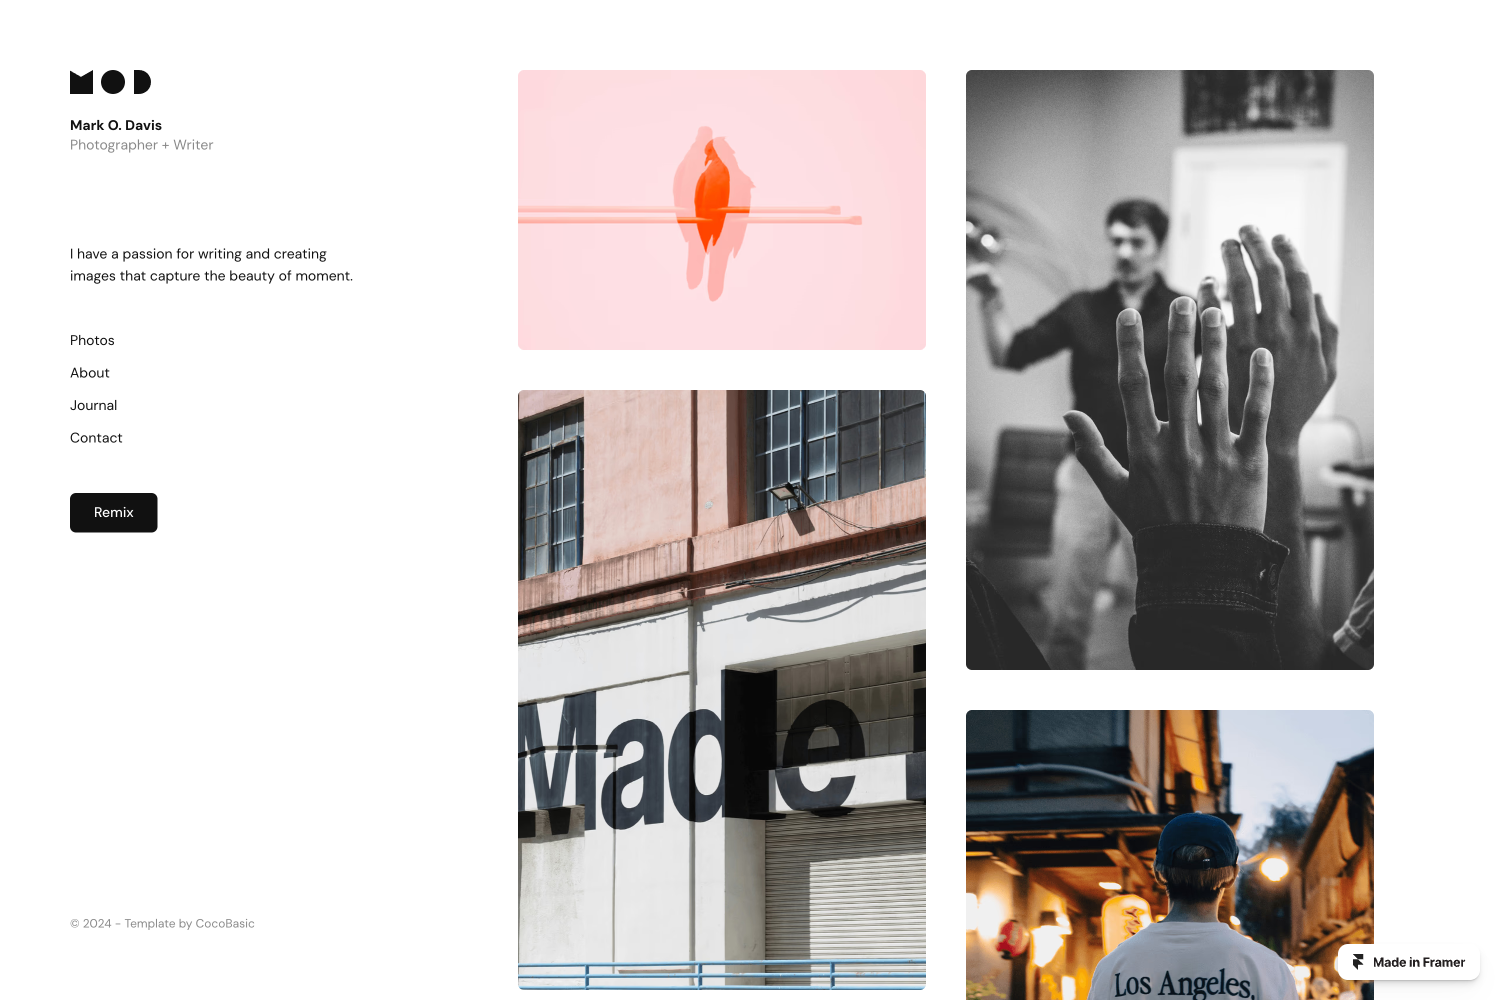 MOD
Mark O. Davis
Photographer + Writer
I have a passion for writing and creating
images that capture the beauty of moment.
Photos
About
Journal
Contact
Remix
© 2024 - Template by CocoBasic
Made
Los Angeles,
Made in Framer